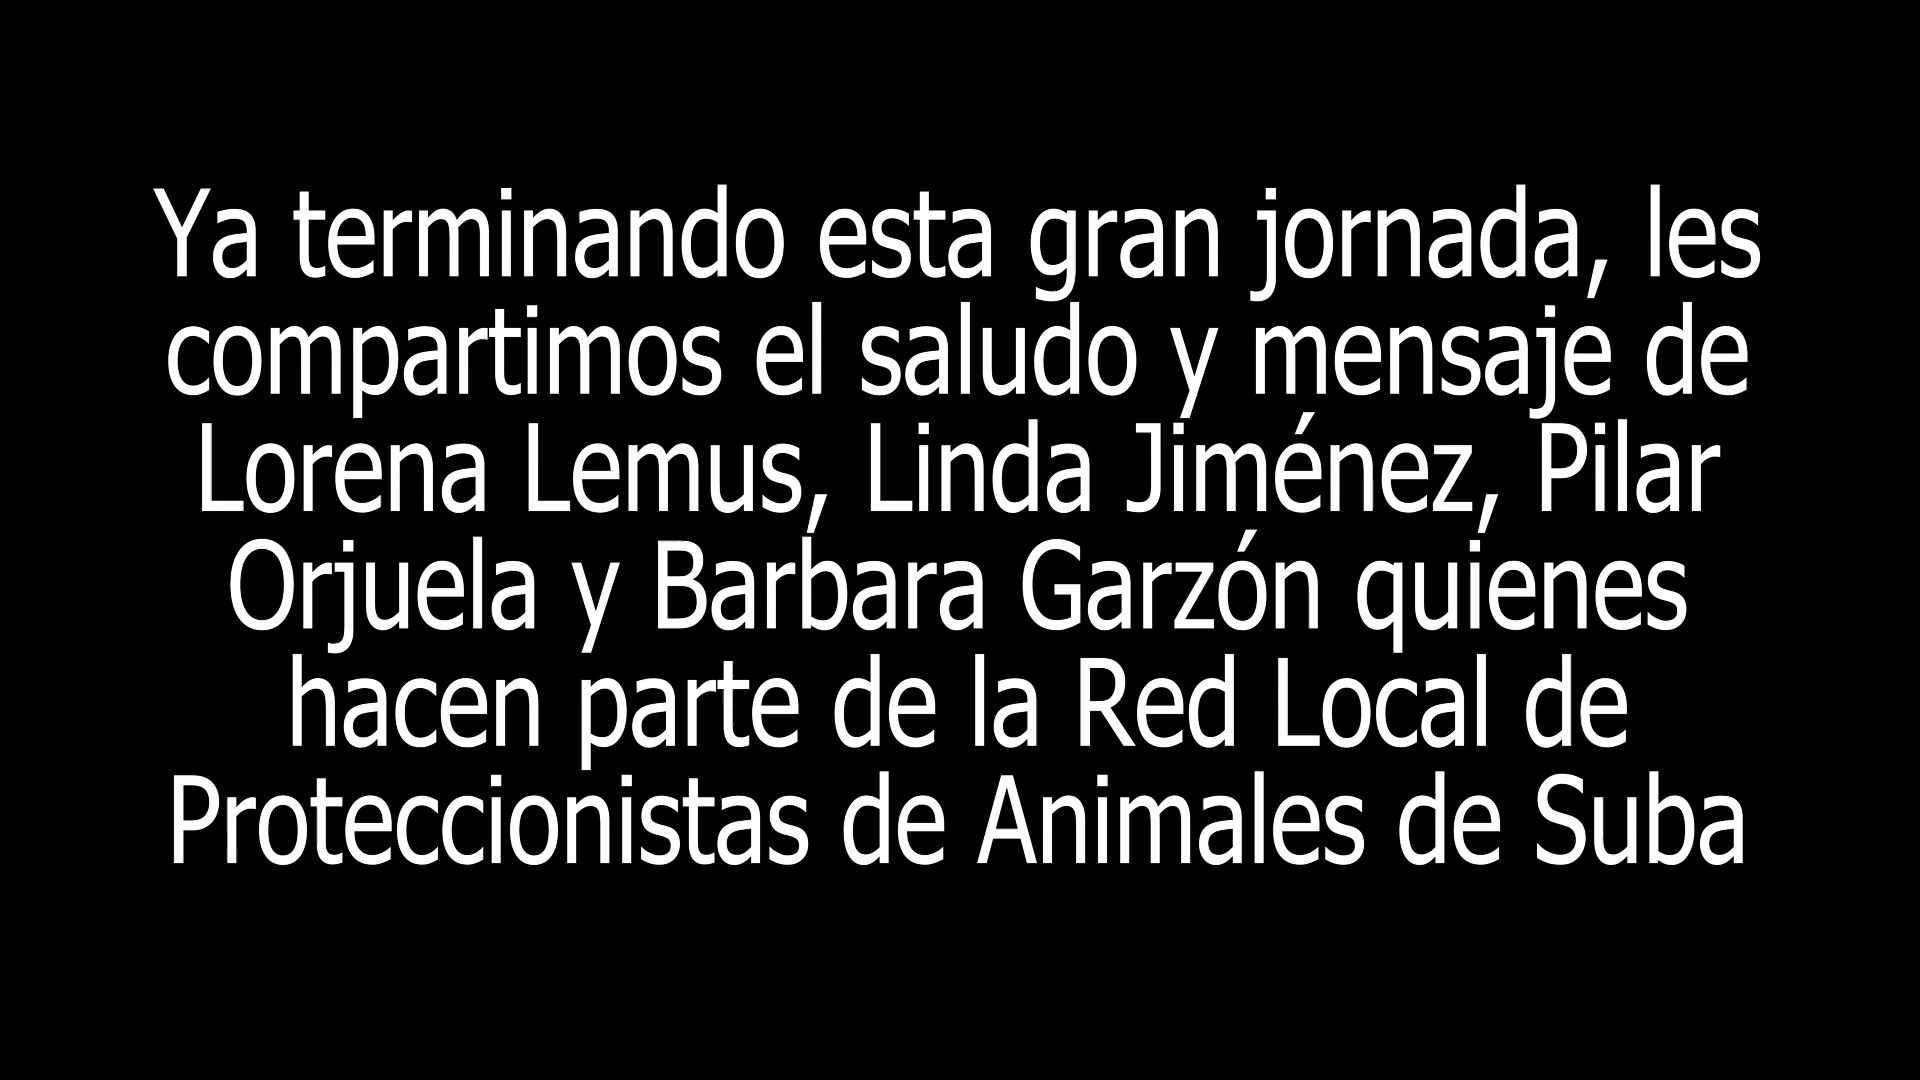 Ya terminando esta gran jornada, les
compartimos el saludo y mensaje de
Lorena Lemus, Linda Jiménez, Pilar
Orjuela y Barbara Garzón quienes
hacen parte de la Red Local de
Proteccionistas de Animales de Suba